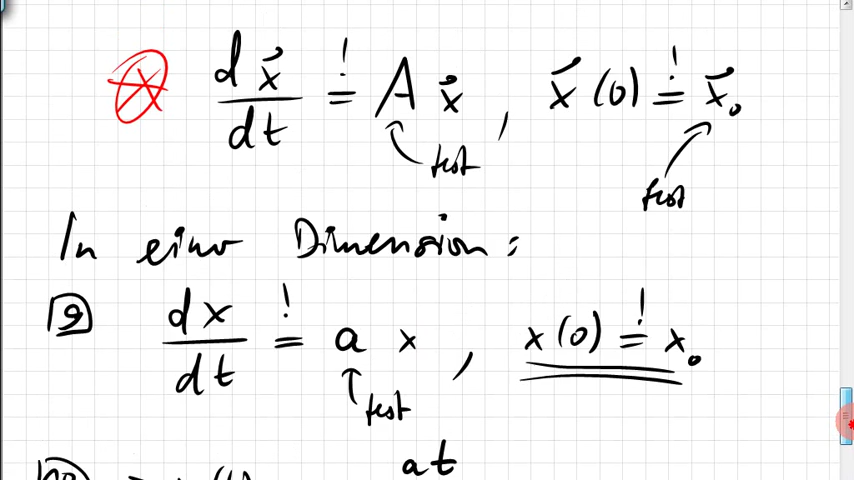 dx⃗/dt =! A x⃗ , x⃗(0) =! x⃗₀
fest fest
In einer Dimension:
9 dx/dt =! a x , x(0) =! x₀
fest
at